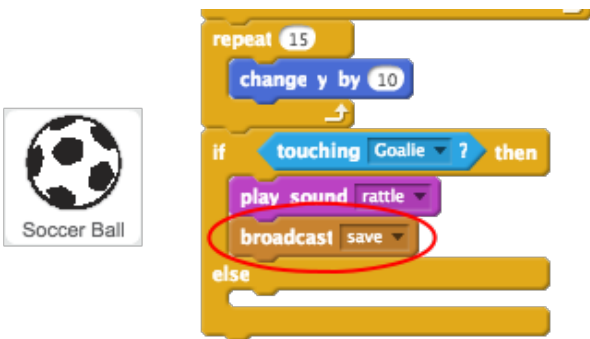 repeat 15
change y by 10
if touching Goalie ? then
play sound rattle
Soccer Ball
broadcast save
else